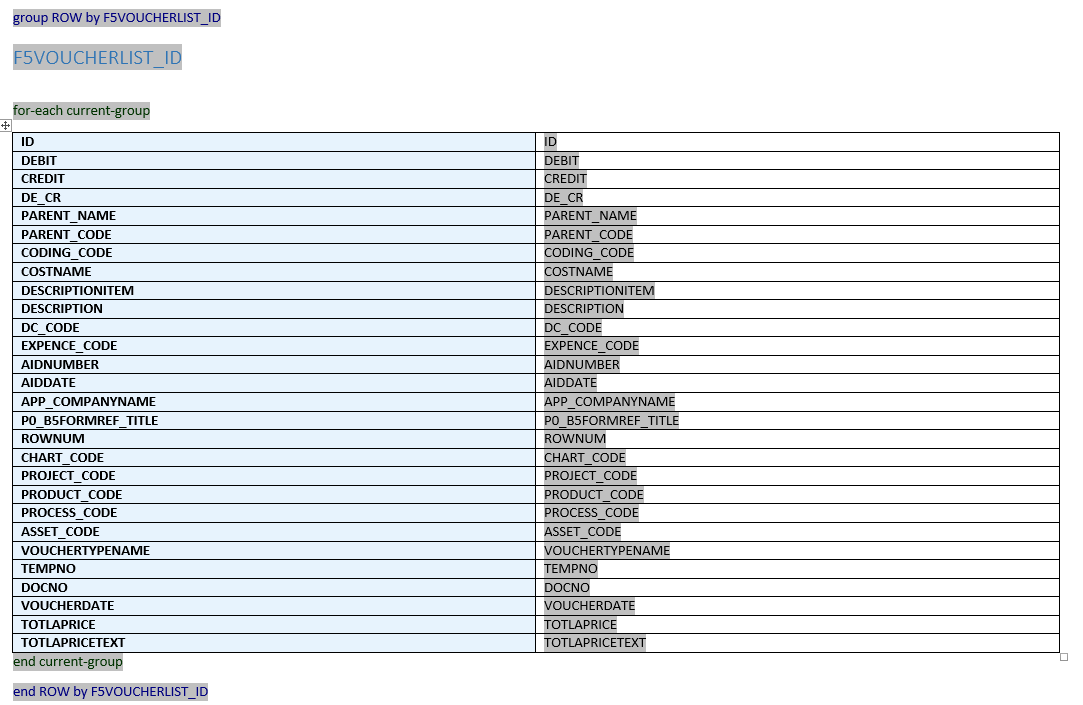 group ROW by F5VOUCHERLIST_ID
F5VOUCHERLIST_ID
for-each current-group
ID ID
DEBIT DEBIT
CREDIT CREDIT
DE_CR DE_CR
PARENT_NAME PARENT_NAME
PARENT_CODE PARENT_CODE
CODING_CODE CODING_CODE
COSTNAME COSTNAME
DESCRIPTIONITEM DESCRIPTIONITEM
DESCRIPTION DESCRIPTION
DC_CODE DC_CODE
EXPENCE_CODE EXPENCE_CODE
AIDNUMBER AIDNUMBER
AIDDATE AIDDATE
APP_COMPANYNAME APP_COMPANYNAME
P0_B5FORMREF_TITLE P0_B5FORMREF_TITLE
ROWNUM ROWNUM
CHART_CODE CHART_CODE
PROJECT_CODE PROJECT_CODE
PRODUCT_CODE PRODUCT_CODE
PROCESS_CODE PROCESS_CODE
ASSET_CODE ASSET_CODE
VOUCHERTYPENAME VOUCHERTYPENAME
TEMPNO TEMPNO
DOCNO DOCNO
VOUCHERDATE VOUCHERDATE
TOTLAPRICE TOTLAPRICE
TOTLAPRICETEXT TOTLAPRICETEXT
end current-group
end ROW by F5VOUCHERLIST_ID